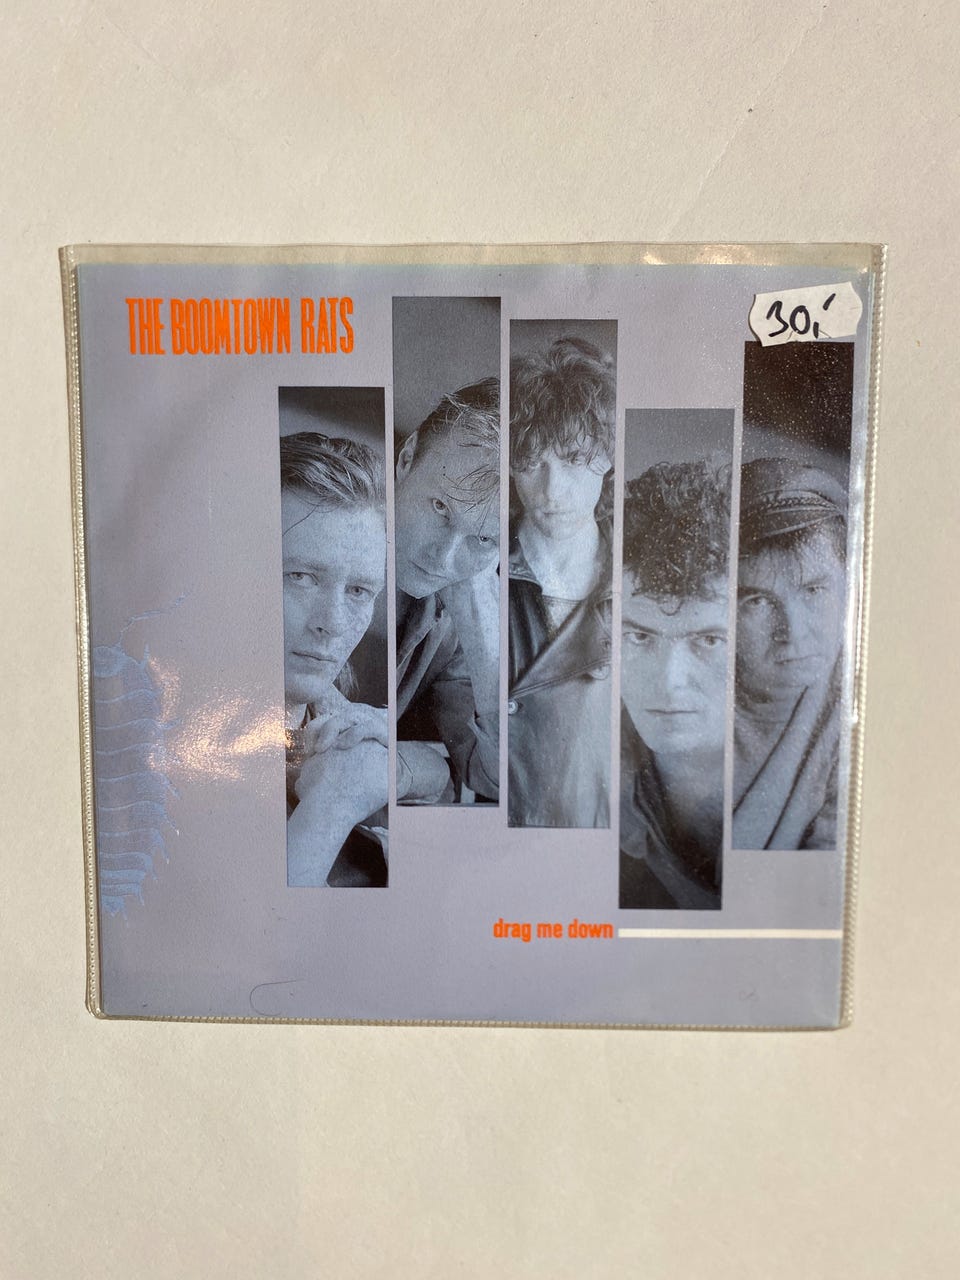 THE BOOMTOWN RATS
30,-
drag me down